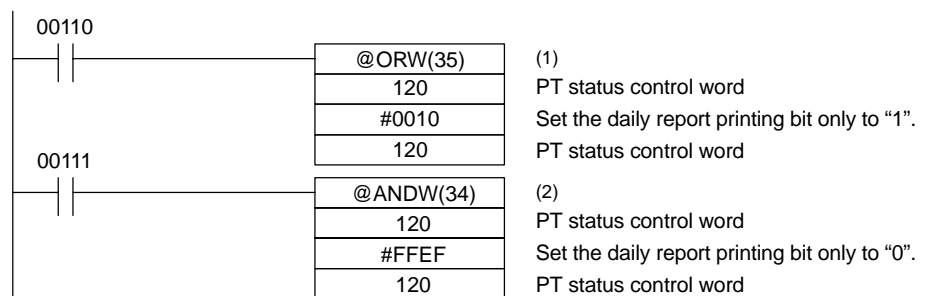 00110
@ORW(35) (1)
120 PT status control word
#0010 Set the daily report printing bit only to “1”.
120 PT status control word
00111
@ANDW(34) (2)
120 PT status control word
#FFEF Set the daily report printing bit only to “0”.
120 PT status control word